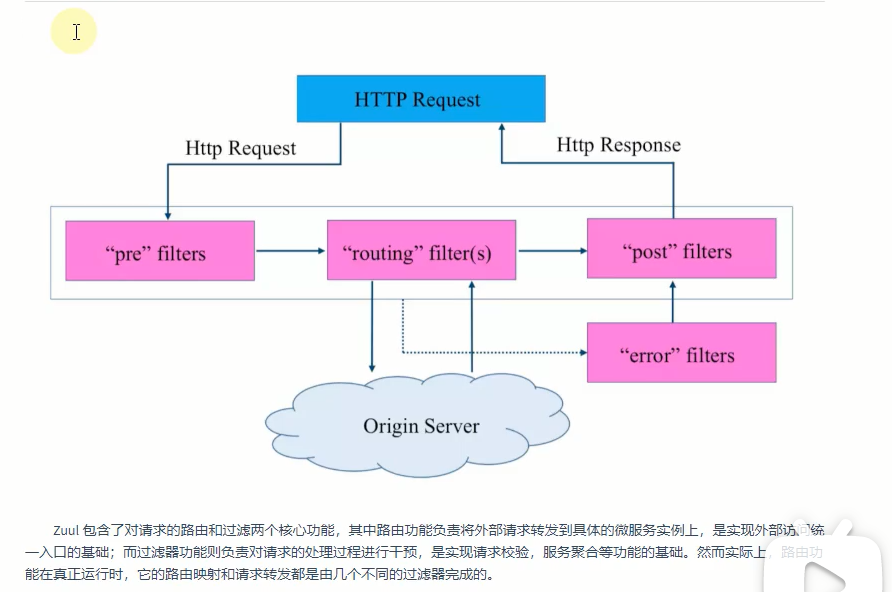 HTTP Request
Http Request
Http Response
“pre” filters
“routing” filter(s)
“post” filters
“error” filters
Origin Server
Zuul 包含了对请求的路由和过滤两个核心功能，其中路由功能负责将外部请求转发到具体的微服务实例上，是实现外部访问统
一入口的基础；而过滤器功能则负责对请求的处理过程进行干预，是实现请求校验，服务聚合等功能的基础。然而实际上，路由功
能在真正运行时，它的路由映射和请求转发都是由几个不同的过滤器完成的。